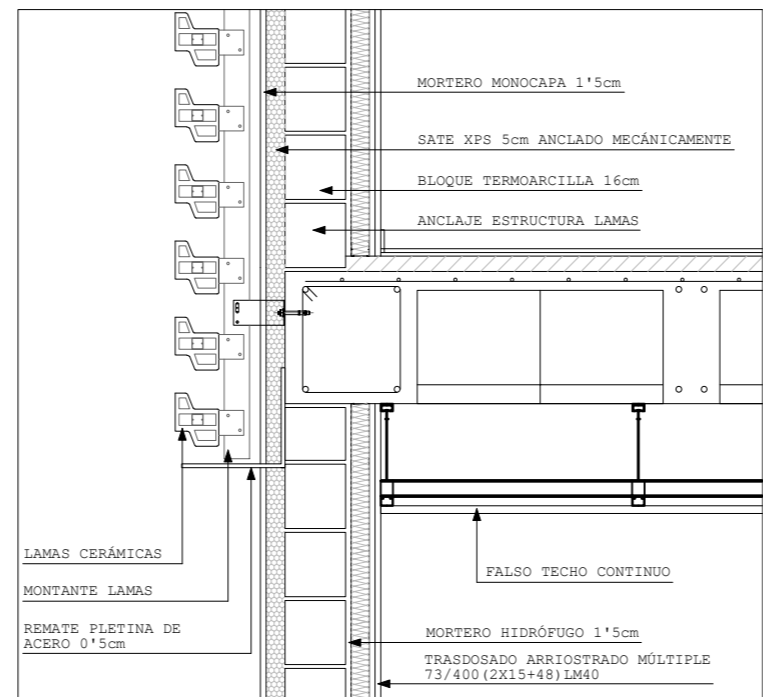 MORTERO MONOCAPA 1'5cm
SATE XPS 5cm ANCLADO MECÁNICAMENTE
BLOQUE TERMOARCILLA 16cm
ANCLAJE ESTRUCTURA LAMAS
LAMAS CERÁMICAS
MONTANTE LAMAS
REMATE PLETINA DE
ACERO 0'5cm
FALSO TECHO CONTINUO
MORTERO HIDRÓFUGO 1'5cm
TRASDOSADO ARRIOSTRADO MÚLTIPLE
73/400(2X15+48)LM40